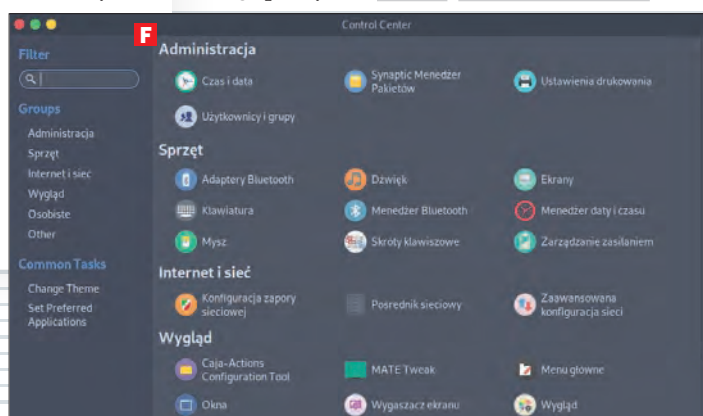 F
Control Center
Filter
Groups
Administracja
Sprzęt
Internet i sieć
Wygląd
Osobiste
Other
Common Tasks
Change Theme
Set Preferred
Applications
Administracja
Czas i data
Synaptic Menedżer
Pakietów
Ustawienia drukowania
Użytkownicy i grupy
Sprzęt
Adaptery Bluetooth
Dźwięk
Ekrany
Klawiatura
Menedżer Bluetooth
Menedżer daty i czasu
Mysz
Skróty klawiszowe
Zarządzanie zasilaniem
Internet i sieć
Konfiguracja zapory
sieciowej
Pośrednik sieciowy
Zaawansowana
konfiguracja sieci
Wygląd
Caja-Actions
Configuration Tool
MATE Tweak
Menu główne
Okna
Wygaszacz ekranu
Wygląd